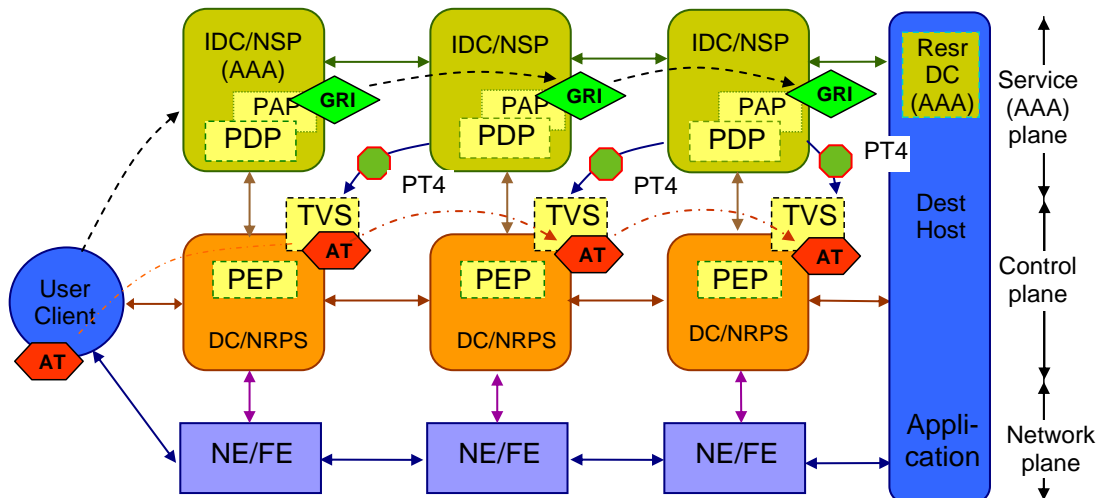 IDC/NSP
(AAA)
GRI
PAP
PDP
IDC/NSP
GRI
PAP
PDP
IDC/NSP
GRI
PAP
PDP
Resr
DC
(AAA)
Service
(AAA)
plane
PT4
PT4
PT4
TVS
AT
TVS
AT
TVS
AT
Dest
Host
User
Client
AT
PEP
DC/NRPS
PEP
DC/NRPS
PEP
DC/NRPS
Control
plane
NE/FE
NE/FE
NE/FE
Appli-
cation
Network
plane